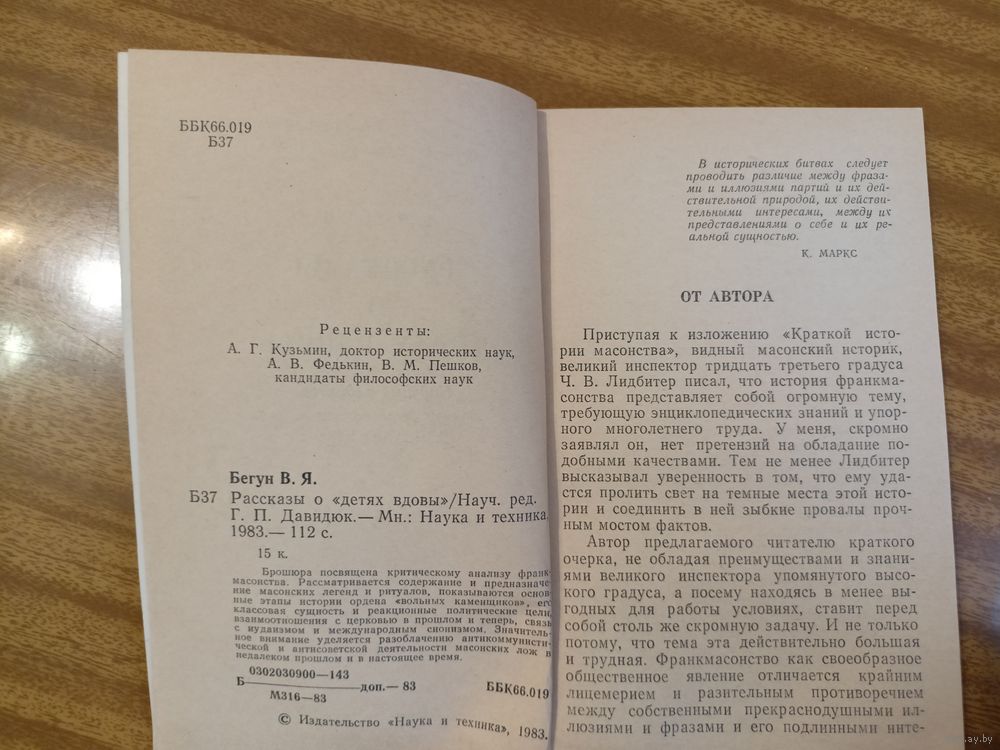 ББК66.019
Б37
Рецензенты:
А. Г. Кузьмин, доктор исторических наук,
А. В. Федькин, В. М. Пешков,
кандидаты философских наук
Бегун В. Я.
Б37 Рассказы о «детях вдовы»/Науч. ред.
Г. П. Давидюк.— Мн.: Наука и техника,
1983.— 112 с.
15 к.
Брошюра посвящена критическому анализу франк-
масонства. Рассматривается содержание и предназначе-
ние масонских легенд и ритуалов, показываются основ-
ные этапы истории ордена «вольных каменщиков», его
классовая сущность и реакционные политические цели,
взаимоотношения с церковью в прошлом и теперь, связь
с иудаизмом и международным сионизмом. Значитель-
ное внимание уделяется разоблачению антикоммунисти-
ческой и антисоветской деятельности масонских лож в
недалеком прошлом и в настоящее время.
0302030900—143
Б доп.— 83
М316—83
ББК66.019
© Издательство «Наука и техника», 1983.
В исторических битвах следует
проводить различие между фраза-
ми и иллюзиями партий и их дей-
ствительной природой, их действи-
тельными интересами, между их
представлениями о себе и их ре-
альной сущностью.
К. МАРКС
ОТ АВТОРА
Приступая к изложению «Краткой исто-
рии масонства», видный масонский историк,
великий инспектор тридцать третьего градуса
Ч. В. Лидбитер писал, что история франкма-
сонства представляет собой огромную тему,
требующую энциклопедических знаний и упор-
ного многолетнего труда. У меня, скромно
заявлял он, нет претензий на обладание по-
добными качествами. Тем не менее Лидбитер
высказывал уверенность в том, что ему уда-
стся пролить свет на темные места этой исто-
рии и соединить в ней зыбкие провалы проч-
ным мостом фактов.
Автор предлагаемого читателю краткого
очерка, не обладая преимуществами и знани-
ями великого инспектора упомянутого высо-
кого градуса, а посему находясь в менее вы-
годных для работы условиях, ставит перед
собой столь же скромную задачу. И не только
потому, что тема эта действительно большая
и трудная. Франкмасонство как своеобразное
общественное явление отличается крайним
лицемерием и разительным противоречием
между собственными прекраснодушными ил-
люзиями и фразами и его подлинными инте-